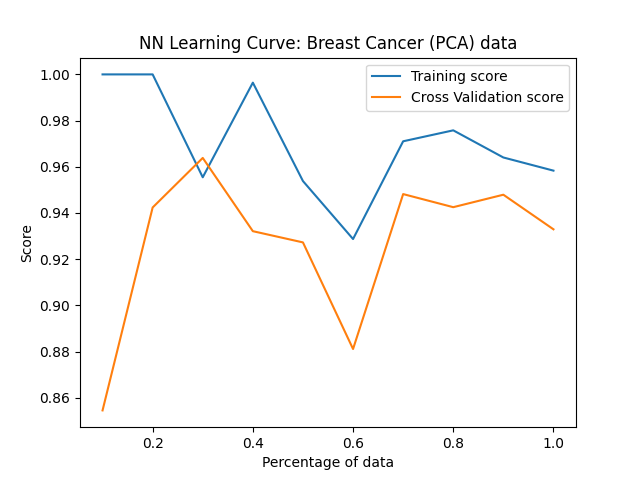 NN Learning Curve: Breast Cancer (PCA) data
Training score
Cross Validation score
1.00
0.98
0.96
0.94
0.92
0.90
0.88
0.86
Score
0.2
0.4
0.6
0.8
1.0
Percentage of data